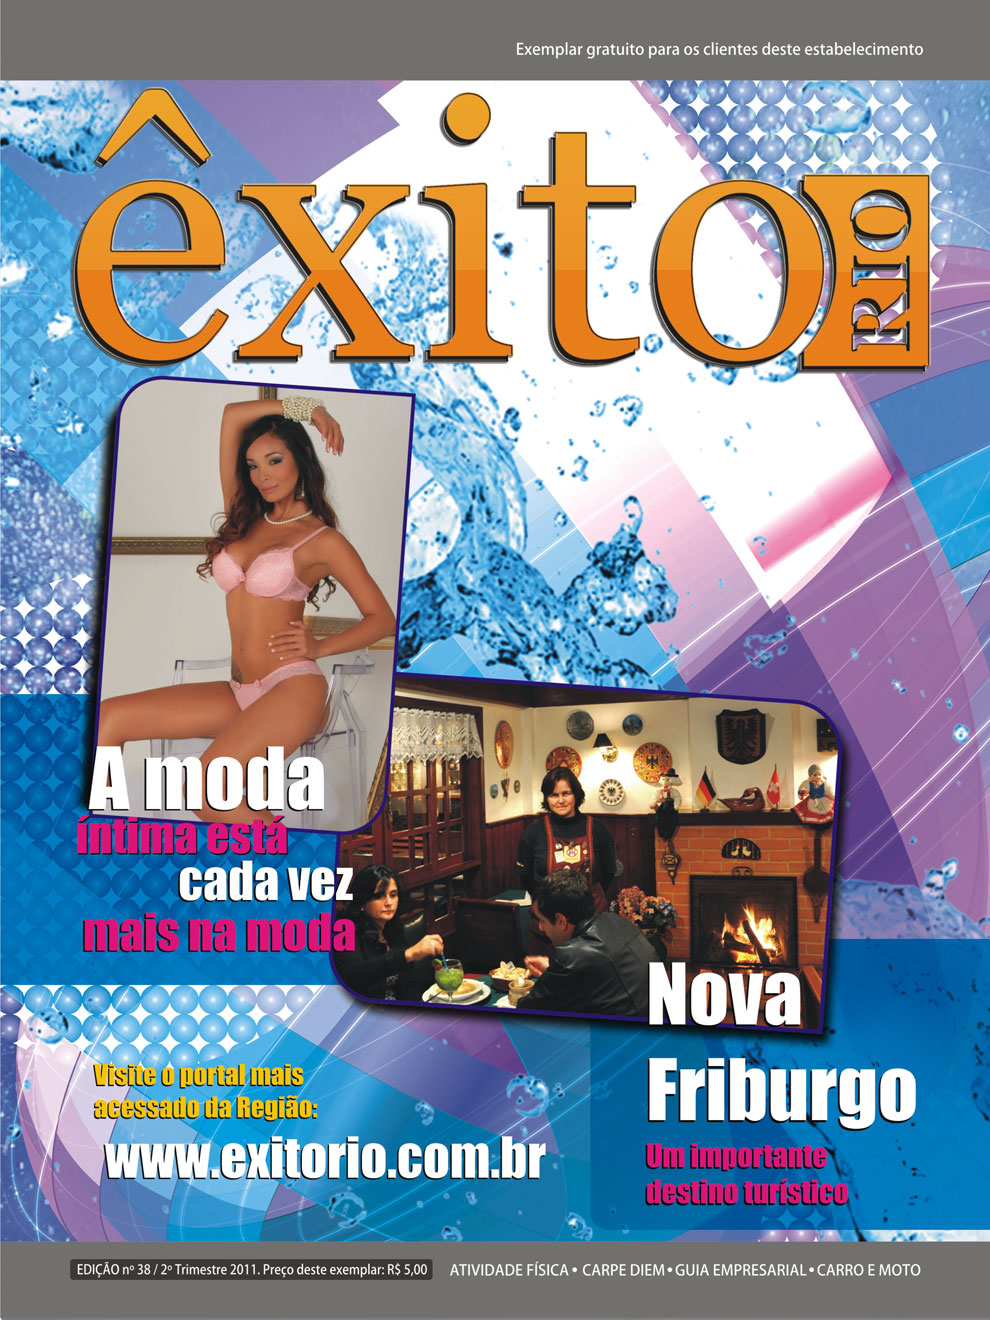 Exemplar gratuito para os clientes deste estabelecimento
êxito RIO
A moda
íntima está
cada vez
mais na moda
Nova
Friburgo
Um importante
destino turístico
Visite o portal mais
acessado da Região:
www.exitorio.com.br
EDIÇÃO nº 38 / 2º Trimestre 2011. Preço deste exemplar: R$ 5,00
ATIVIDADE FÍSICA • CARPE DIEM • GUIA EMPRESARIAL • CARRO E MOTO